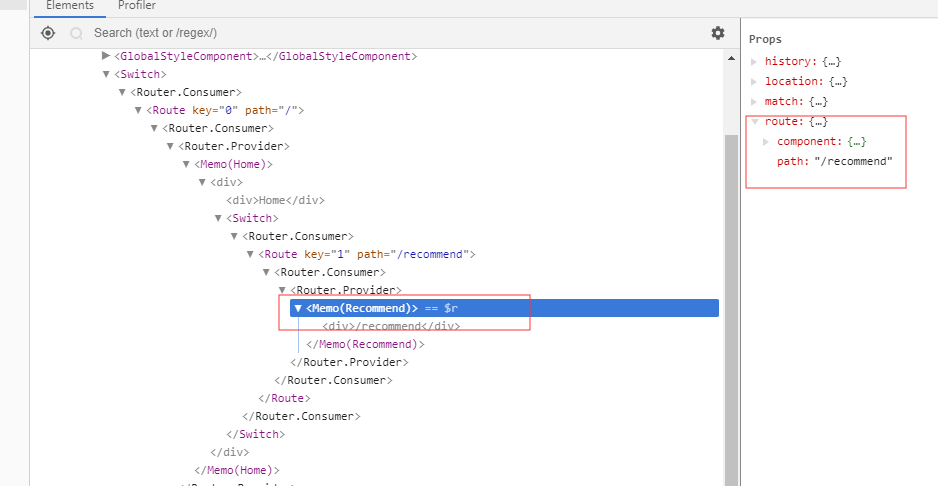 Elements Profiler
Search (text or /regex/)
▶<GlobalStyleComponent>…</GlobalStyleComponent>
▼<Switch>
▼<Router.Consumer>
▼<Route key="0" path="/">
▼<Router.Consumer>
▼<Router.Provider>
▼<Memo(Home)>
▼<div>
<div>Home</div>
▼<Switch>
▼<Router.Consumer>
▼<Route key="1" path="/recommend">
▼<Router.Consumer>
▼<Router.Provider>
▼<Memo(Recommend)> == $r
<div>/recommend</div>
</Memo(Recommend)>
</Router.Provider>
</Router.Consumer>
</Route>
</Router.Consumer>
</Switch>
</div>
</Memo(Home)>
Props
▶ history: {…}
▶ location: {…}
▶ match: {…}
▼ route: {…}
▶ component: {…}
path: "/recommend"